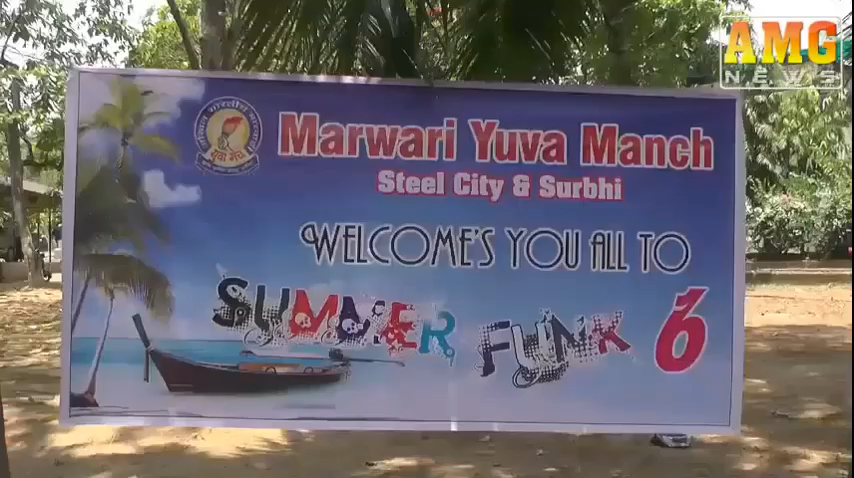 AMG
NEWS
Marwari Yuva Manch
Steel City & Surbhi
WELCOME'S YOU ALL TO
SUMMER FUNK 6